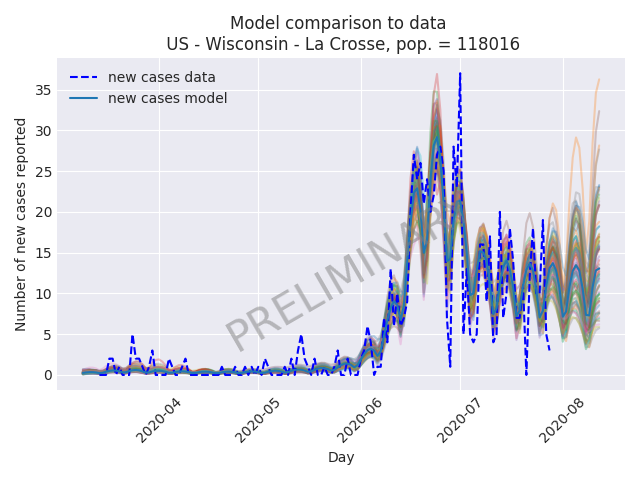 Model comparison to data
US - Wisconsin - La Crosse, pop. = 118016
new cases data
new cases model
Number of new cases reported
35
30
25
20
15
10
5
0
PRELIMINARY
2020-04
2020-05
2020-06
2020-07
2020-08
Day